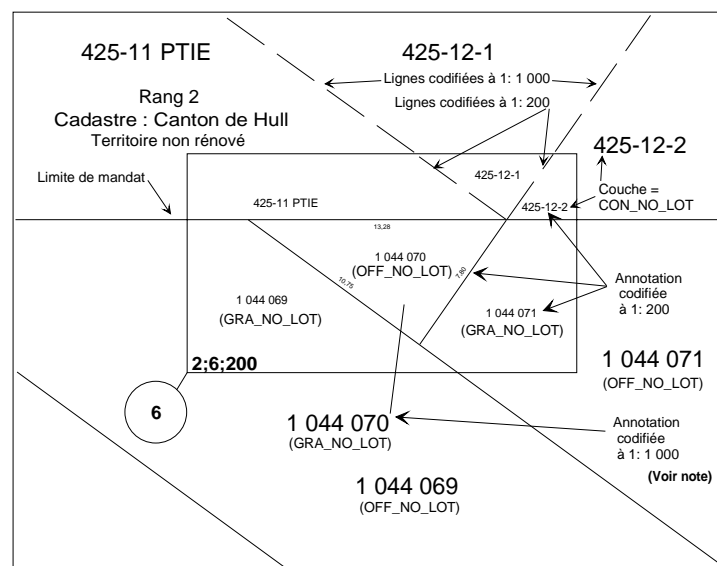 425-11 PTIE
425-12-1
Lignes codifiées à 1: 1 000
Rang 2
Cadastre : Canton de Hull
Territoire non rénové
Lignes codifiées à 1: 200
425-12-2
Limite de mandat
425-12-1
Couche =
CON_NO_LOT
425-11 PTIE
425-12-2
13,28
1 044 070
(OFF_NO_LOT)
7,80
10,75
Annotation
codifiée
à 1: 200
1 044 069
(GRA_NO_LOT)
1 044 071
(GRA_NO_LOT)
1 044 071
(OFF_NO_LOT)
2;6;200
6
1 044 070
(GRA_NO_LOT)
Annotation
codifiée
à 1: 1 000
(Voir note)
1 044 069
(OFF_NO_LOT)